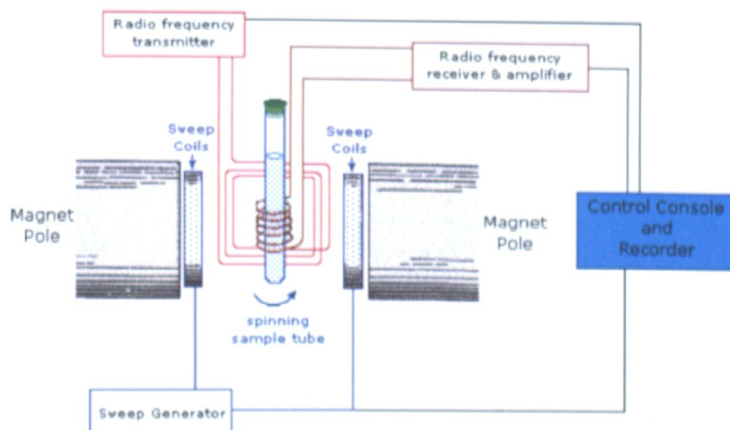 Radio frequency
transmitter
Radio frequency
receiver & amplifier
Sweep
Coils
Sweep
Coils
Magnet
Pole
Magnet
Pole
Control Console
and
Recorder
spinning
sample tube
Sweep Generator